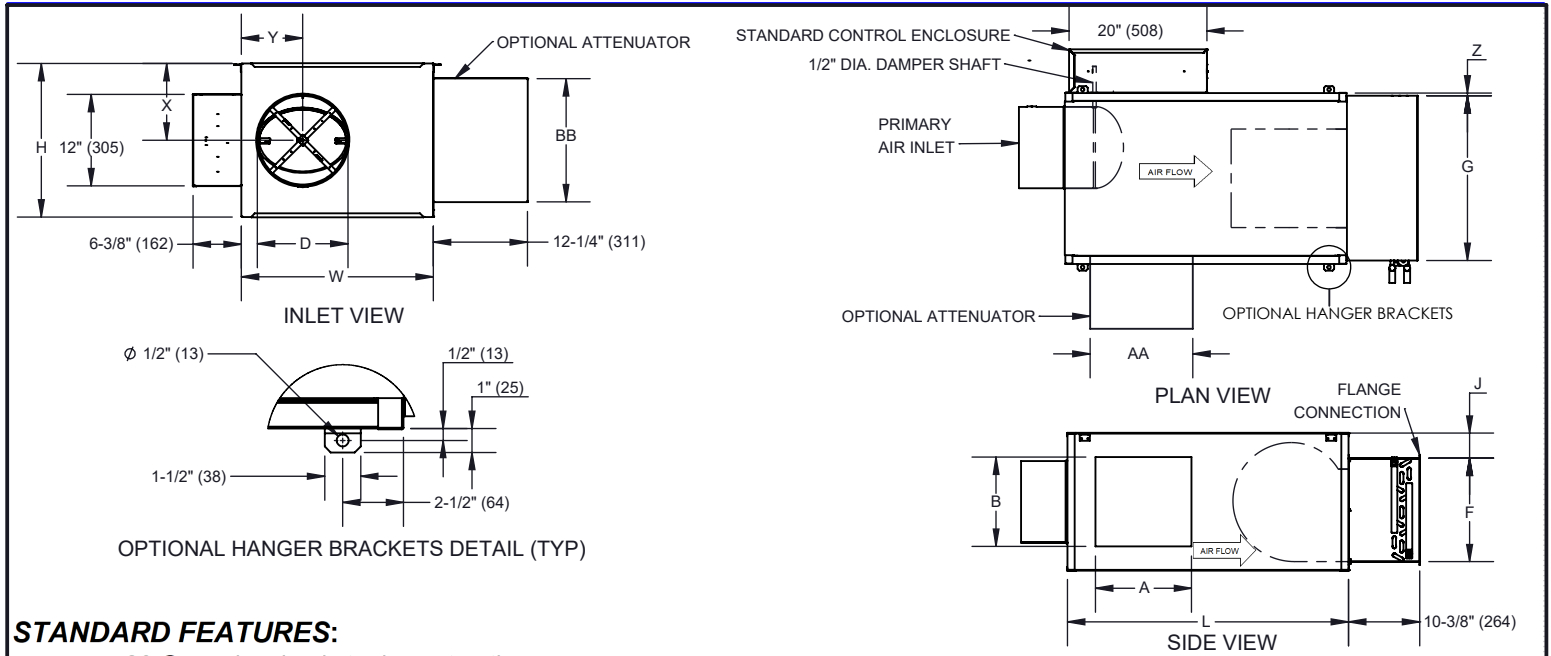 Y
OPTIONAL ATTENUATOR
X
H
12" (305)
BB
6-3/8" (162)
D
12-1/4" (311)
W
INLET VIEW
Ø 1/2" (13)
1/2" (13)
1" (25)
1-1/2" (38)
2-1/2" (64)
OPTIONAL HANGER BRACKETS DETAIL (TYP)
20" (508)
STANDARD CONTROL ENCLOSURE
1/2" DIA. DAMPER SHAFT
Z
PRIMARY
AIR INLET
AIR FLOW
G
OPTIONAL ATTENUATOR
OPTIONAL HANGER BRACKETS
AA
PLAN VIEW
FLANGE
CONNECTION
J
B
F
AIR FLOW
A
L
10-3/8" (264)
SIDE VIEW
STANDARD FEATURES: